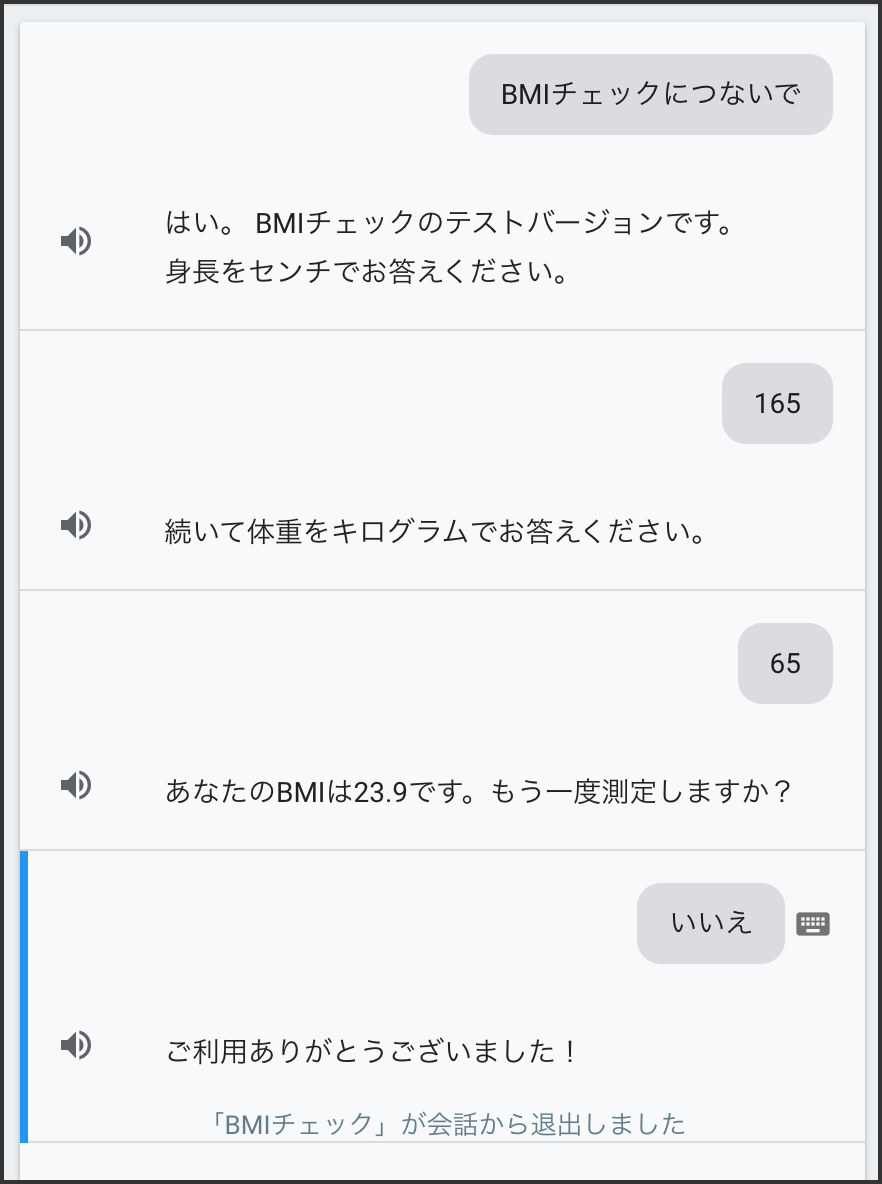 BMIチェックにつないで
はい。 BMIチェックのテストバージョンです。
身長をセンチでお答えください。
165
続いて体重をキログラムでお答えください。
65
あなたのBMIは23.9です。もう一度測定しますか？
いいえ
ご利用ありがとうございました！
「BMIチェック」が会話から退出しました